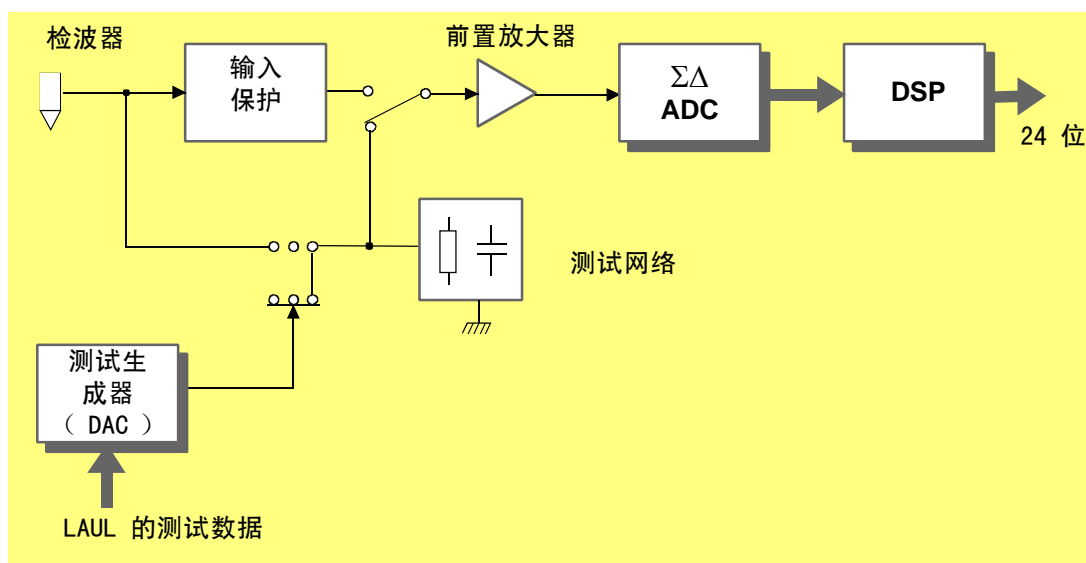 检波器
前置放大器
输入
保护
ΣΔ
ADC
DSP
24 位
测试网络
测试生
成器
( DAC )
LAUL 的测试数据